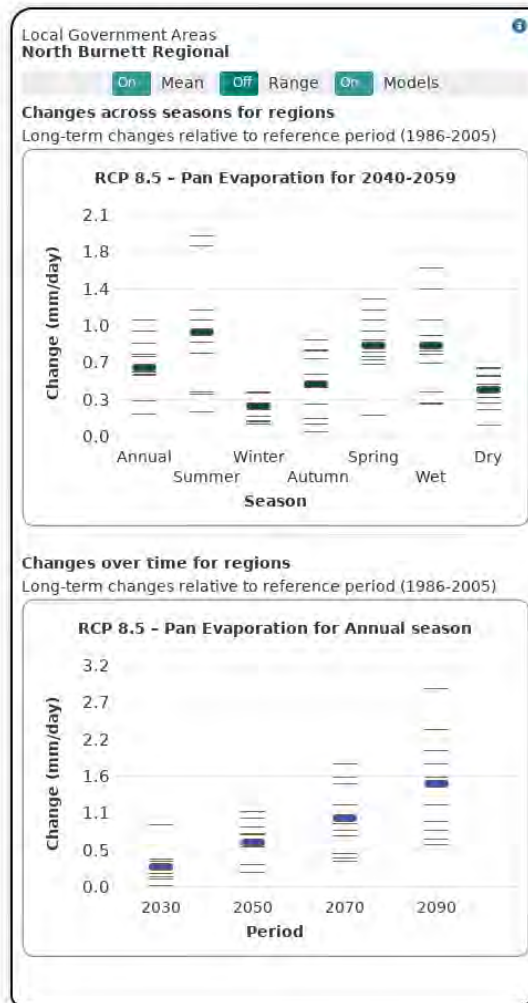 Local Government Areas
North Burnett Regional
On Mean Off Range On Models
Changes across seasons for regions
Long-term changes relative to reference period (1986-2005)
RCP 8.5 – Pan Evaporation for 2040-2059
Change (mm/day)
2.1
1.8
1.4
1.0
0.7
0.3
0.0
Annual Winter Spring Dry
Summer Autumn Wet
Season
Changes over time for regions
Long-term changes relative to reference period (1986-2005)
RCP 8.5 – Pan Evaporation for Annual season
Change (mm/day)
3.2
2.7
2.2
1.6
1.1
0.5
0.0
2030 2050 2070 2090
Period